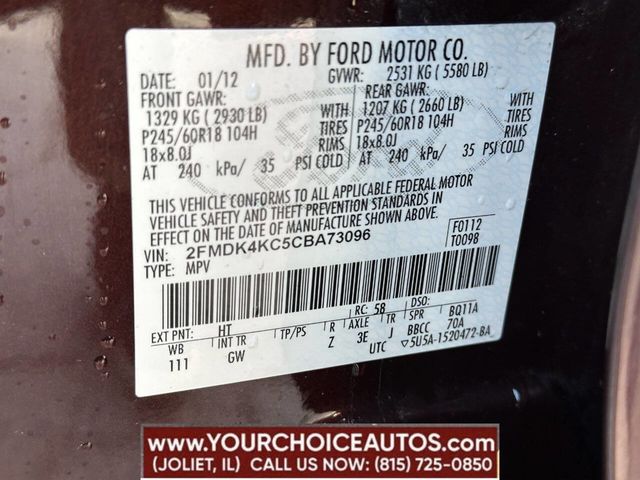 MFD. BY FORD MOTOR CO.
DATE: 01/12 GVWR: 2531 KG ( 5580 LB)
FRONT GAWR: REAR GAWR:
1329 KG ( 2930 LB) WITH 1207 KG ( 2660 LB) WITH
P245/60R18 104H TIRES P245/60R18 104H TIRES
18x8.0J RIMS 18x8.0J RIMS
AT 240 kPa/ 35 PSI COLD AT 240 kPa/ 35 PSI COLD
THIS VEHICLE CONFORMS TO ALL APPLICABLE FEDERAL MOTOR
VEHICLE SAFETY AND THEFT PREVENTION STANDARDS IN
EFFECT ON THE DATE OF MANUFACTURE SHOWN ABOVE.
VIN: 2FMDK4KC5CBA73096 F0112
TYPE: MPV T0098
EXT PNT: HT RC: 58 DSO:
WB INT TR TP/PS R AXLE TR SPR BQ11A
111 GW Z 3E J BBCC 70A
UTC ▽5U5A-1520472-BA
WWW.YOURCHOICEAUTOS.COM
(JOLIET, IL) CALL US NOW: (815) 725-0850